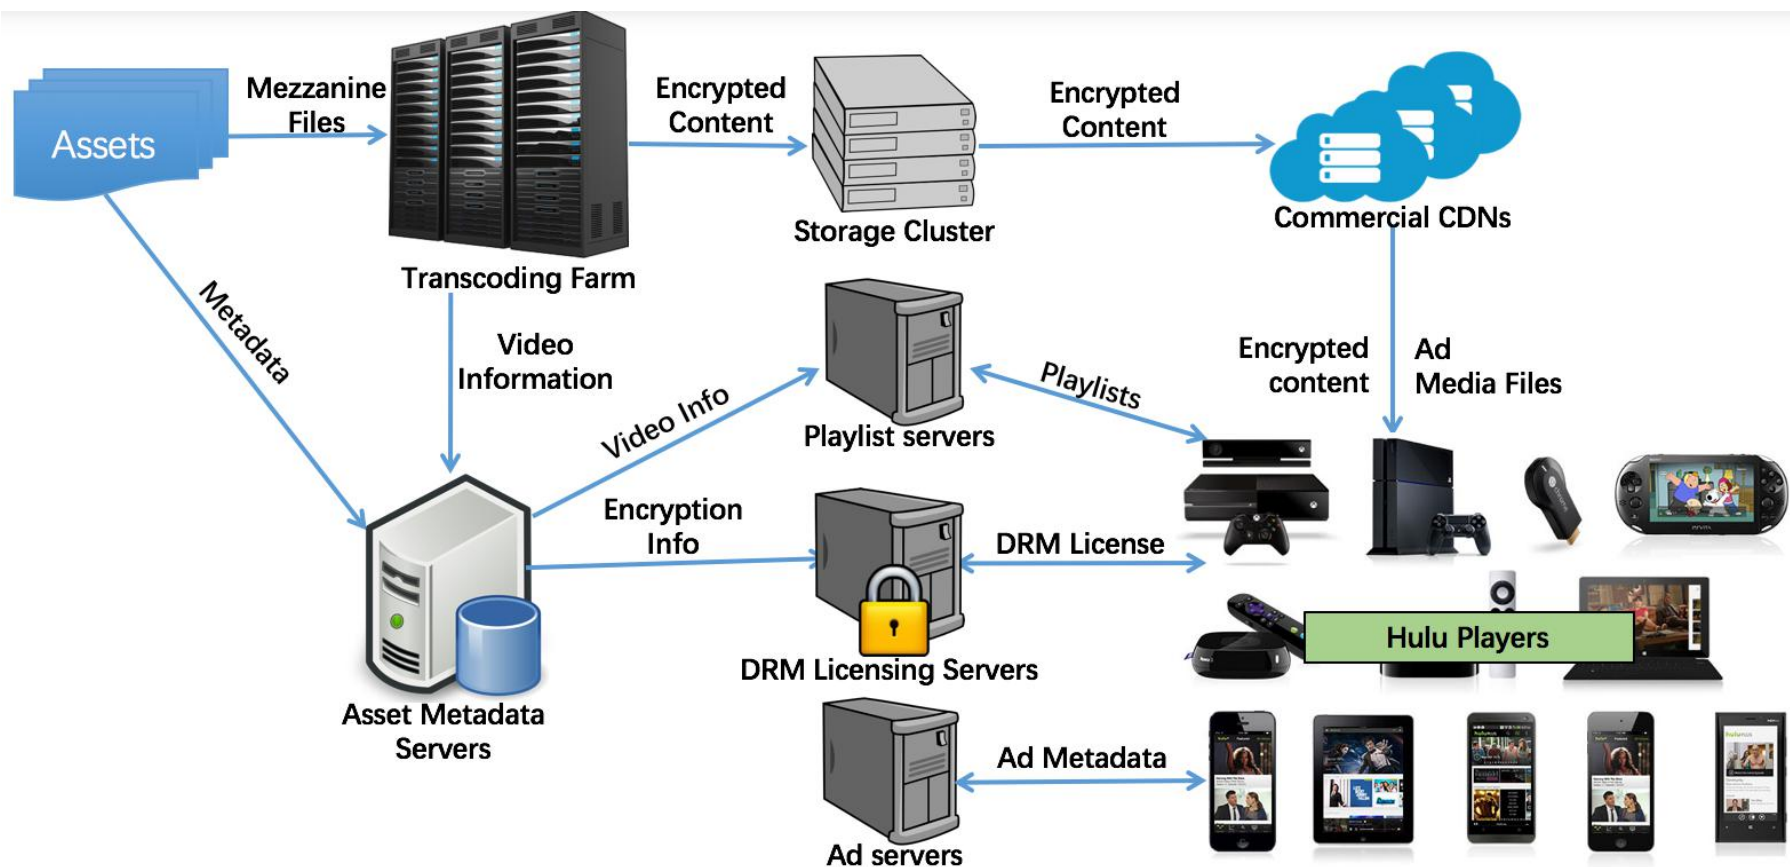 Assets
Mezzanine
Files
Encrypted
Content
Encrypted
Content
Storage Cluster
Commercial CDNs
Transcoding Farm
Metadata
Video
Information
Video Info
Playlist servers
Playlists
Encrypted
content
Ad
Media Files
Encryption
Info
DRM License
DRM Licensing Servers
Hulu Players
Asset Metadata
Servers
Ad Metadata
Ad servers